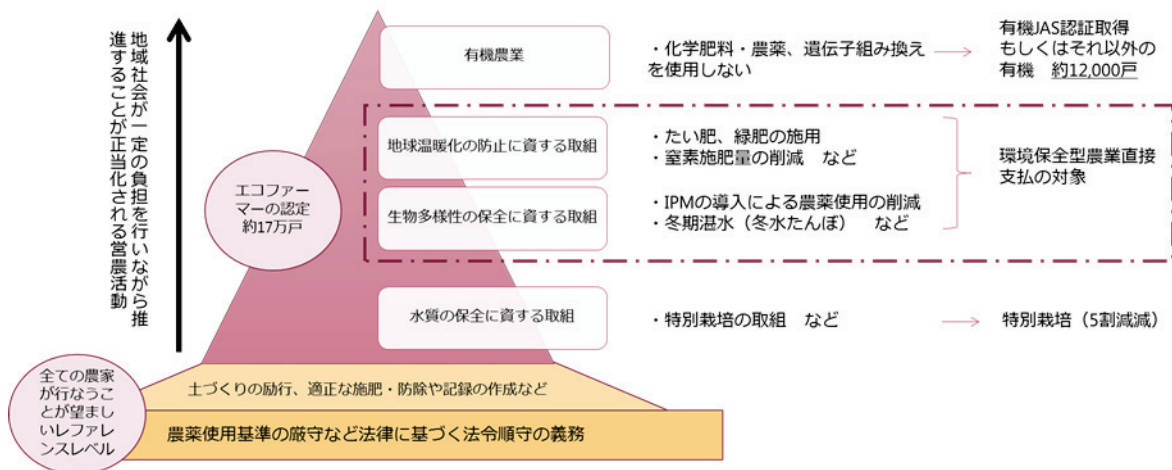 地域社会が一定の負担を行いながら推
進することが正当化される営農活動
有機農業
・化学肥料・農薬、遺伝子組み換え
を使用しない
有機JAS認証取得
もしくはそれ以外の
有機　約12,000戸
エコファー
マーの認定
約17万戸
地球温暖化の防止に資する取組
・たい肥、緑肥の施用
・窒素施肥量の削減　など
生物多様性の保全に資する取組
・IPMの導入による農薬使用の削減
・冬期湛水（冬水たんぼ）　など
環境保全型農業直接
支払の対象
水質の保全に資する取組
・特別栽培の取組　など
特別栽培（5割減減）
全ての農家
が行なうこ
とが望まし
いレファレ
ンスレベル
土づくりの励行、適正な施肥・防除や記録の作成など
農薬使用基準の厳守など法律に基づく法令順守の義務